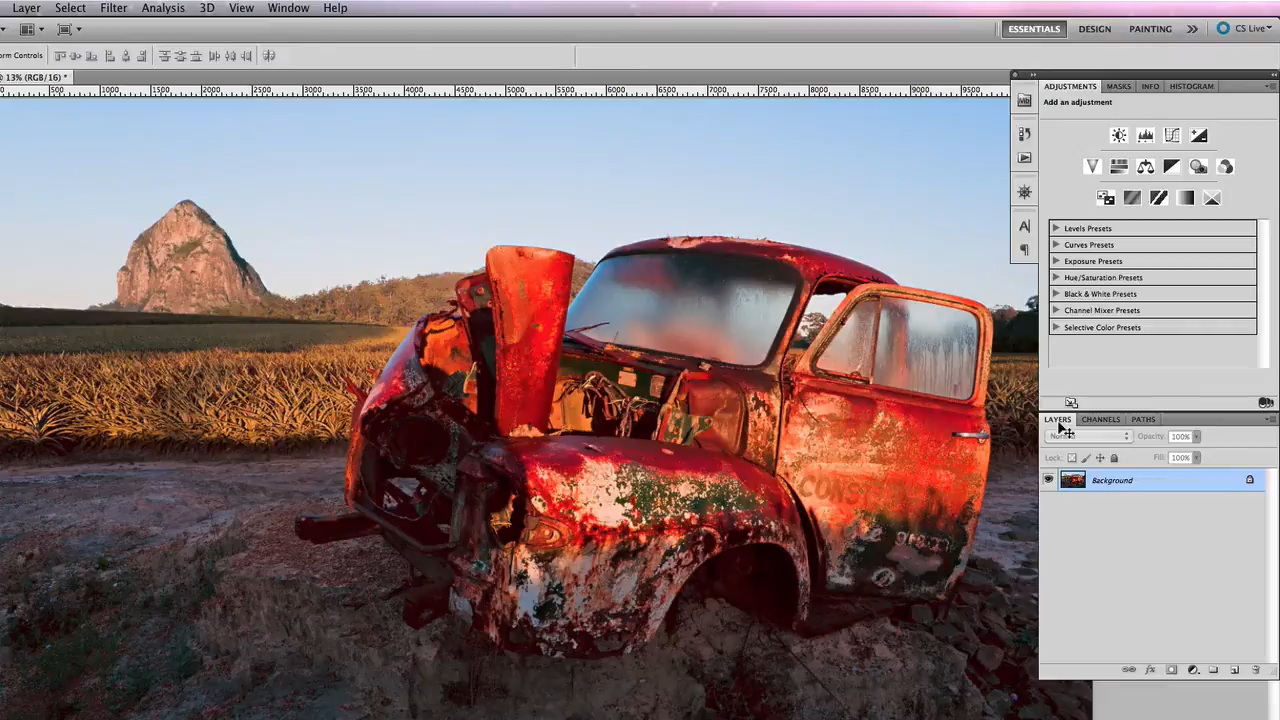 Layer Select Filter Analysis 3D View Window Help
ESSENTIALS DESIGN PAINTING CS Live
orm Controls
@ 13% (RGB/16) *
500 1000 1500 2000 2500 3000 3500 4000 4500 5000 5500 6000 6500 7000 7500 8000 8500 9000 9500
ADJUSTMENTS MASKS INFO HISTOGRAM
Add an adjustment
Levels Presets
Curves Presets
Exposure Presets
Hue/Saturation Presets
Black & White Presets
Channel Mixer Presets
Selective Color Presets
LAYERS CHANNELS PATHS
Opacity: 100%
Lock: Fill: 100%
Background
CONST